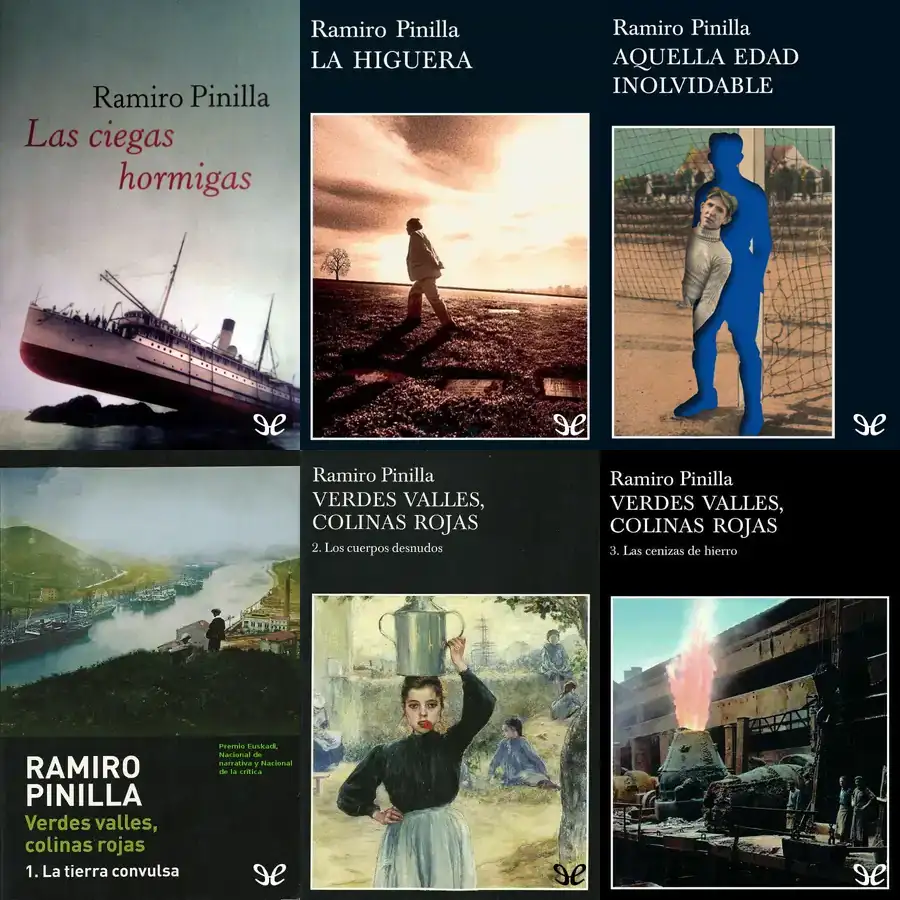 Ramiro Pinilla
Las ciegas
hormigas
Ramiro Pinilla
LA HIGUERA
Ramiro Pinilla
AQUELLA EDAD
INOLVIDABLE
Premio Euskadi,
Nacional de
narrativa y Nacional
de la crítica
RAMIRO
PINILLA
Verdes valles,
colinas rojas
1. La tierra convulsa
Ramiro Pinilla
VERDES VALLES,
COLINAS ROJAS
2. Los cuerpos desnudos
Ramiro Pinilla
VERDES VALLES,
COLINAS ROJAS
3. Las cenizas de hierro